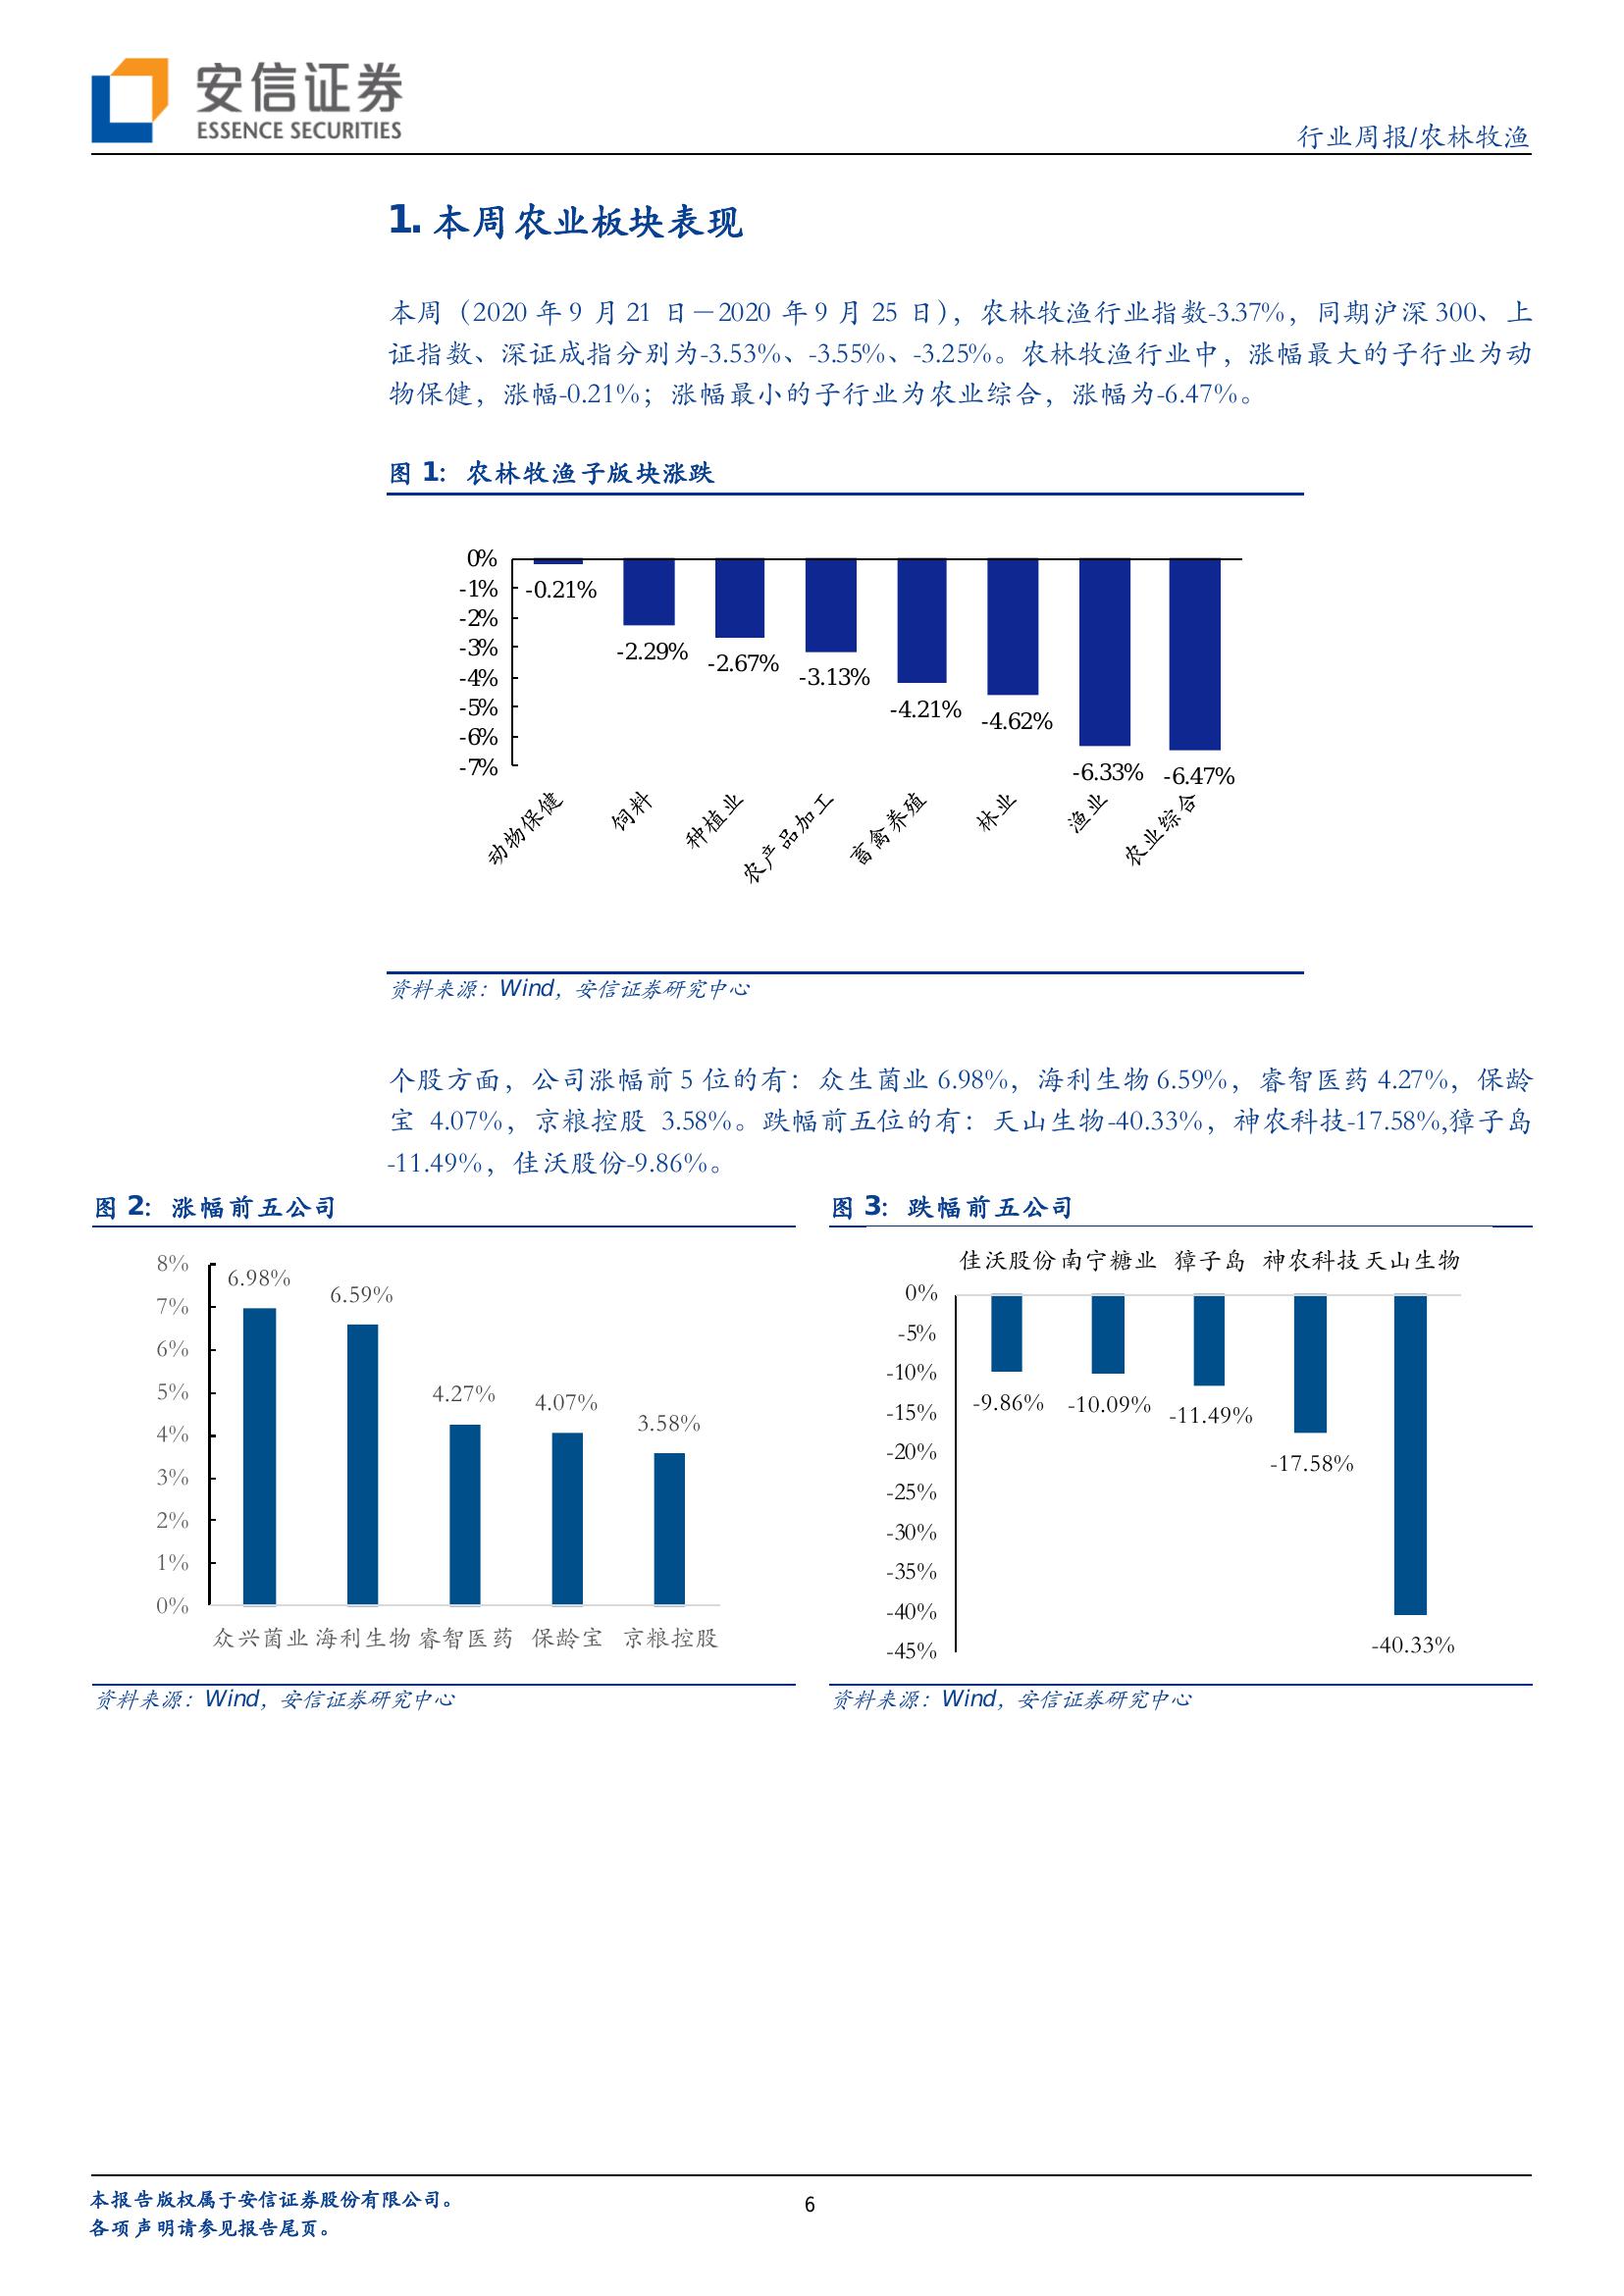 安信证券
ESSENCE SECURITIES
行业周报/农林牧渔
1. 本周农业板块表现
本周（2020 年 9 月 21 日－2020 年 9 月 25 日），农林牧渔行业指数-3.37%，同期沪深 300、上
证指数、深证成指分别为-3.53%、-3.55%、-3.25%。农林牧渔行业中，涨幅最大的子行业为动
物保健，涨幅-0.21%；涨幅最小的子行业为农业综合，涨幅为-6.47%。
图 1：农林牧渔子版块涨跌
0%
-1%
-2%
-3%
-4%
-5%
-6%
-7%
-0.21%
-2.29%
-2.67%
-3.13%
-4.21%
-4.62%
-6.33%
-6.47%
动物保健
饲料
种植业
农产品加工
畜禽养殖
林业
渔业
农业综合
资料来源：Wind，安信证券研究中心
个股方面，公司涨幅前 5 位的有：众生菌业 6.98%，海利生物 6.59%，睿智医药 4.27%，保龄
宝 4.07%，京粮控股 3.58%。跌幅前五位的有：天山生物-40.33%，神农科技-17.58%,獐子岛
-11.49%，佳沃股份-9.86%。
图 2：涨幅前五公司
8%
7%
6%
5%
4%
3%
2%
1%
0%
6.98%
6.59%
4.27%
4.07%
3.58%
众兴菌业 海利生物 睿智医药 保龄宝 京粮控股
资料来源：Wind，安信证券研究中心
图 3：跌幅前五公司
佳沃股份 南宁糖业 獐子岛 神农科技 天山生物
0%
-5%
-10%
-15%
-20%
-25%
-30%
-35%
-40%
-45%
-9.86%
-10.09%
-11.49%
-17.58%
-40.33%
资料来源：Wind，安信证券研究中心
本报告版权属于安信证券股份有限公司。
各项声明请参见报告尾页。
6